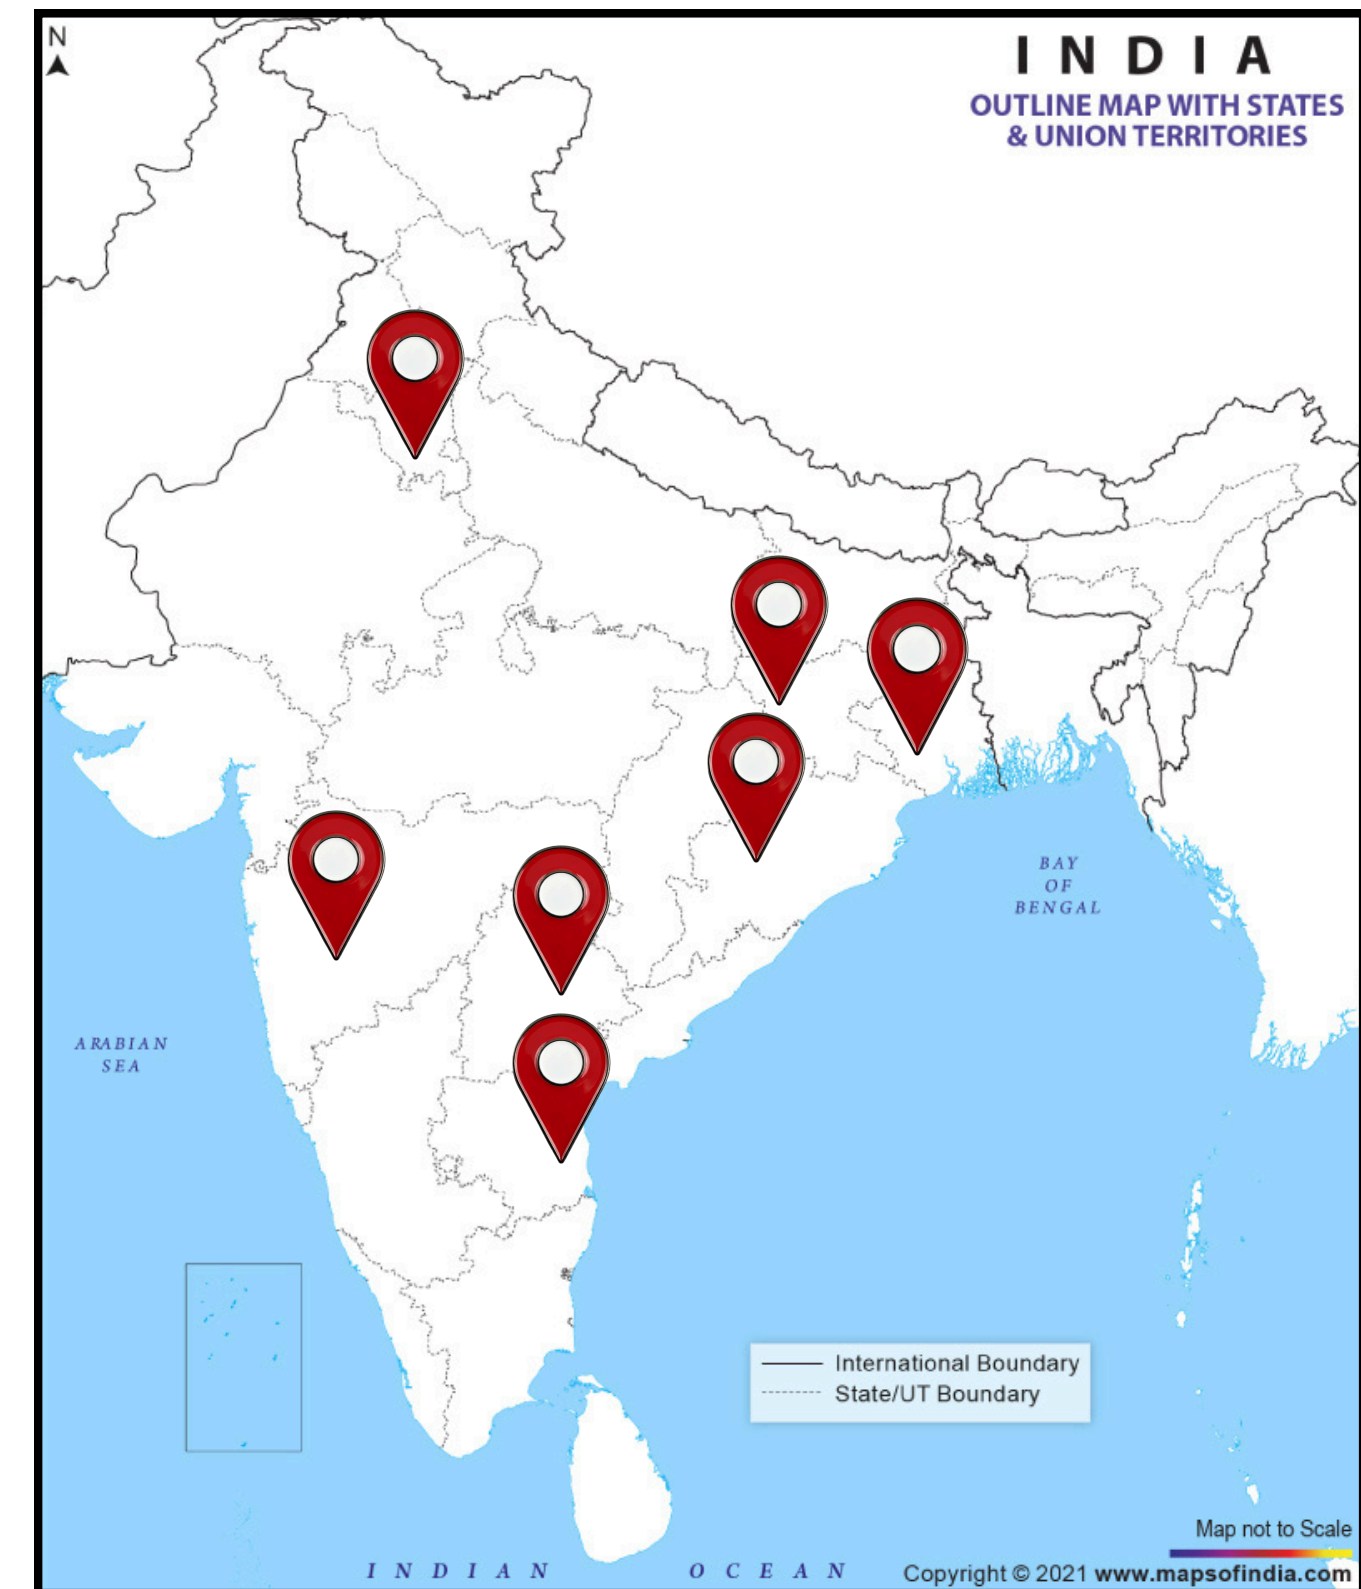 N
INDIA
OUTLINE MAP WITH STATES
& UNION TERRITORIES
BAY
OF
BENGAL
ARABIAN
SEA
International Boundary
State/UT Boundary
Map not to Scale
INDIAN OCEAN
Copyright © 2021 www.mapsofindia.com